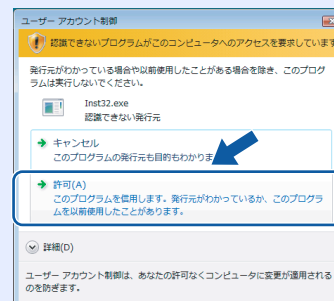 ユーザー アカウント制御
認識できないプログラムがこのコンピュータへのアクセスを要求しています
発行元がわかっている場合や以前使用したことがある場合を除き、このプログ
ラムは実行しないでください。
Inst32.exe
認識できない発行元
キャンセル
このプログラムの発行元も目的もわかりま
許可(A)
このプログラムを信用します。発行元がわかっているか、このプログラ
ムを以前使用したことがあります。
詳細(D)
ユーザー アカウント制御は、あなたの許可なくコンピュータに変更が適用される
のを防ぎます。